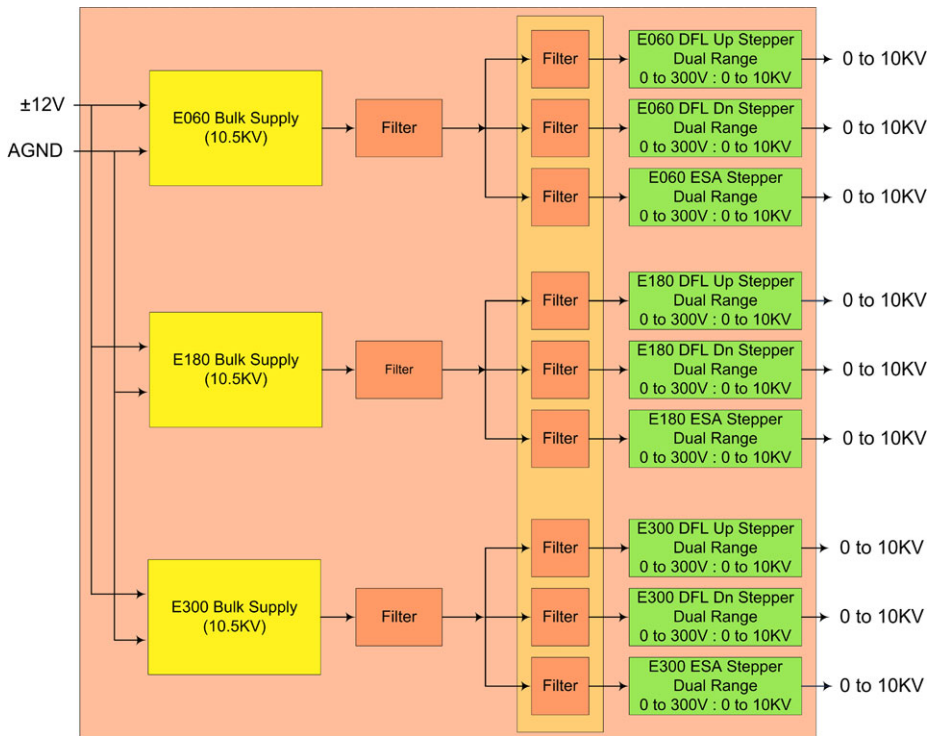 ±12V
AGND
E060 Bulk Supply
(10.5KV)
Filter
Filter
E060 DFL Up Stepper
Dual Range
0 to 300V : 0 to 10KV
0 to 10KV
Filter
E060 DFL Dn Stepper
Dual Range
0 to 300V : 0 to 10KV
0 to 10KV
Filter
E060 ESA Stepper
Dual Range
0 to 300V : 0 to 10KV
0 to 10KV
E180 Bulk Supply
(10.5KV)
Filter
Filter
E180 DFL Up Stepper
Dual Range
0 to 300V : 0 to 10KV
0 to 10KV
Filter
E180 DFL Dn Stepper
Dual Range
0 to 300V : 0 to 10KV
0 to 10KV
Filter
E180 ESA Stepper
Dual Range
0 to 300V : 0 to 10KV
0 to 10KV
E300 Bulk Supply
(10.5KV)
Filter
Filter
E300 DFL Up Stepper
Dual Range
0 to 300V : 0 to 10KV
0 to 10KV
Filter
E300 DFL Dn Stepper
Dual Range
0 to 300V : 0 to 10KV
0 to 10KV
Filter
E300 ESA Stepper
Dual Range
0 to 300V : 0 to 10KV
0 to 10KV